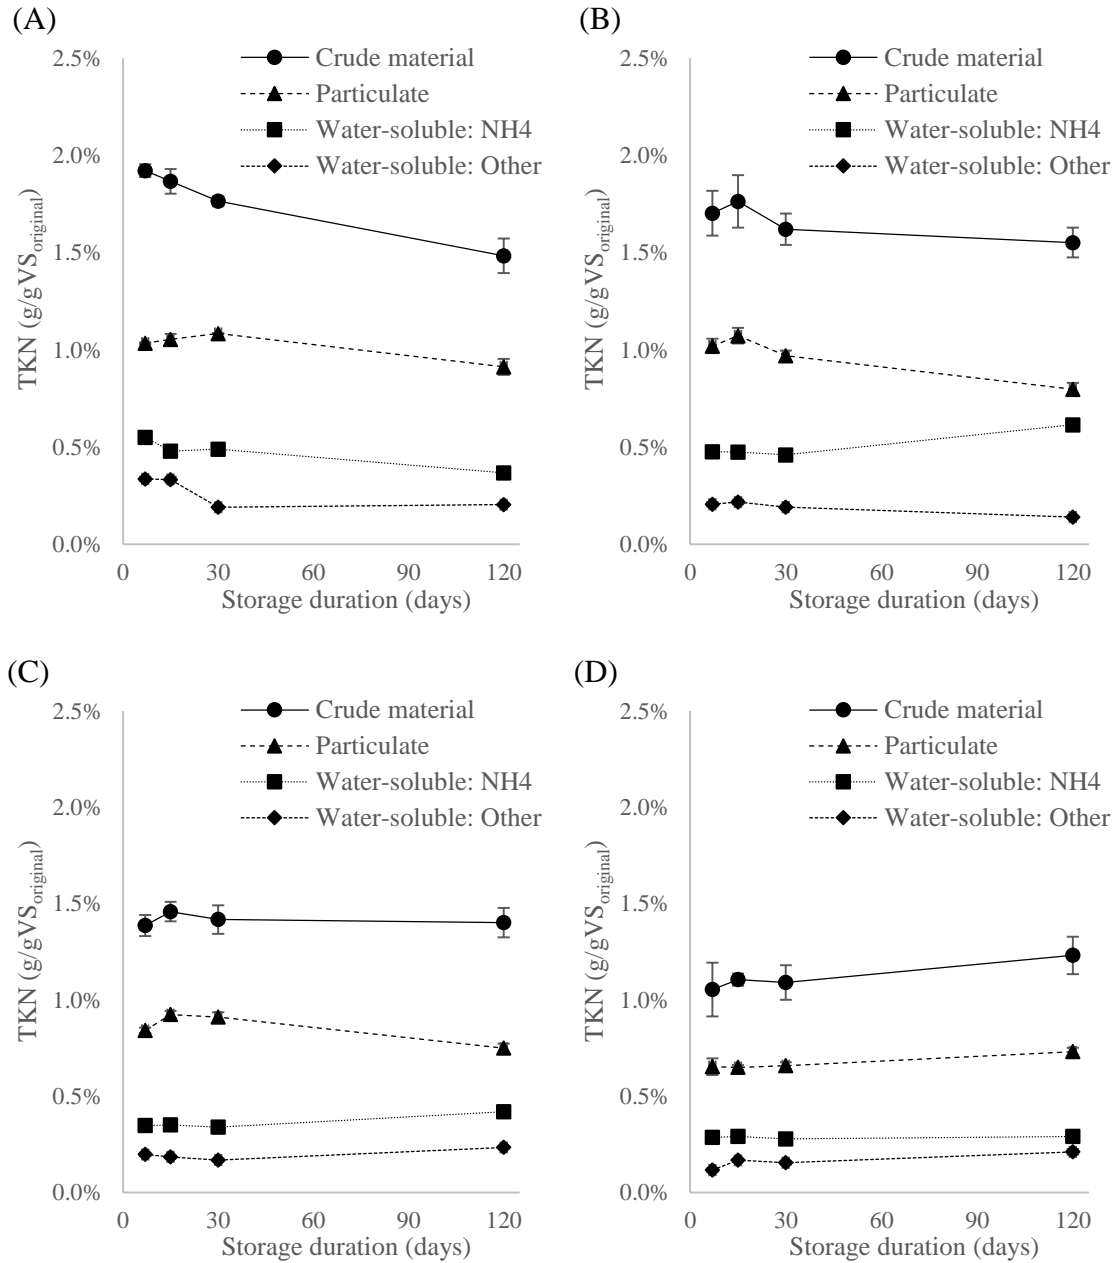 (A)
2.5%
2.0%
1.5%
1.0%
0.5%
0.0%
TKN (g/gVSoriginal)
Crude material
Particulate
Water-soluble: NH4
Water-soluble: Other
0 30 60 90 120
Storage duration (days)
(B)
2.5%
2.0%
1.5%
1.0%
0.5%
0.0%
TKN (g/gVSoriginal)
Crude material
Particulate
Water-soluble: NH4
Water-soluble: Other
0 30 60 90 120
Storage duration (days)
(C)
2.5%
2.0%
1.5%
1.0%
0.5%
0.0%
TKN (g/gVSoriginal)
Crude material
Particulate
Water-soluble: NH4
Water-soluble: Other
0 30 60 90 120
Storage duration (days)
(D)
2.5%
2.0%
1.5%
1.0%
0.5%
0.0%
TKN (g/gVSoriginal)
Crude material
Particulate
Water-soluble: NH4
Water-soluble: Other
0 30 60 90 120
Storage duration (days)